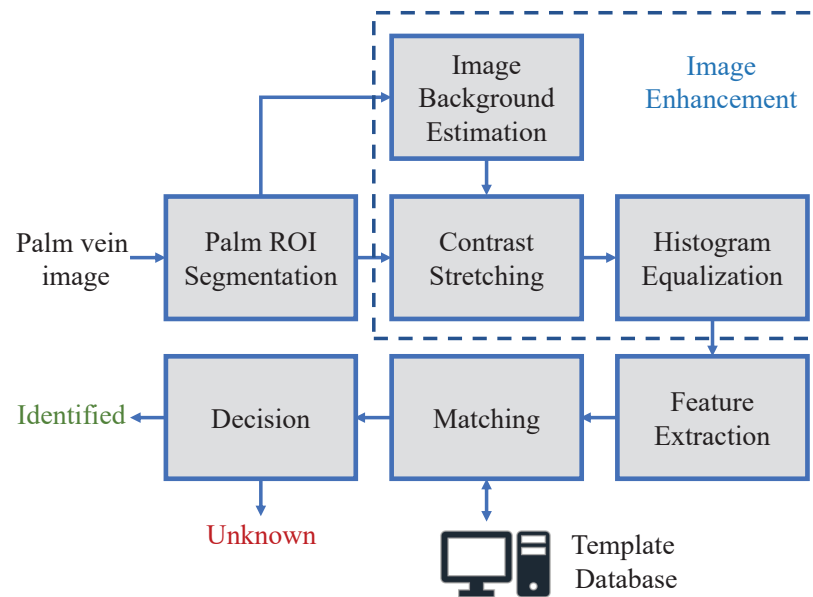 Image
Background
Estimation
Image
Enhancement
Palm vein
image
Palm ROI
Segmentation
Contrast
Stretching
Histogram
Equalization
Identified
Decision
Matching
Feature
Extraction
Unknown
Template
Database